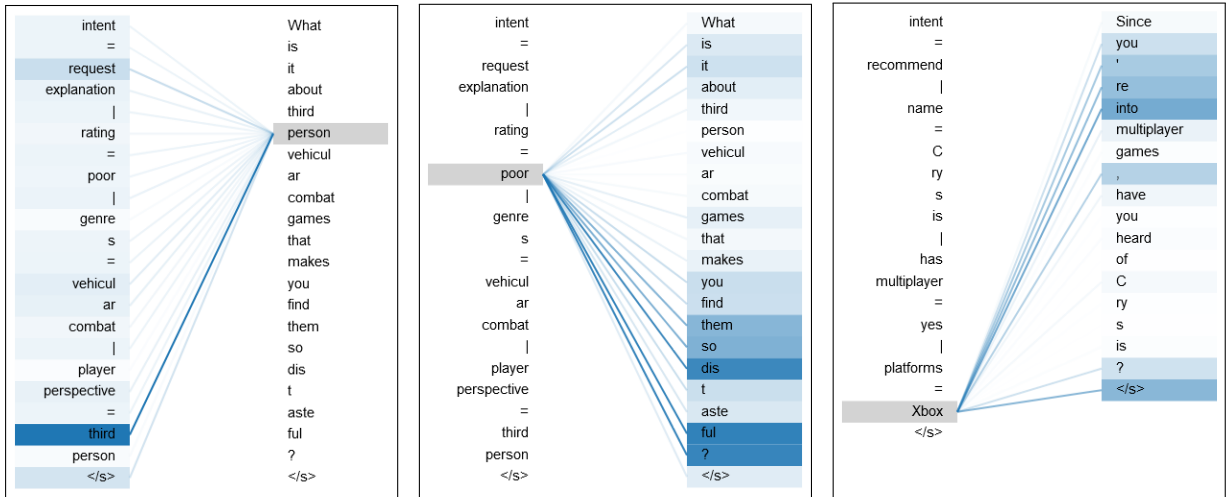 intent
=
request
explanation
|
rating
=
poor
|
genre
s
=
vehicul
ar
combat
|
player
perspective
=
third
person
</s>
What
is
it
about
third
person
vehicul
ar
combat
games
that
makes
you
find
them
so
dis
t
aste
ful
?
</s>
intent
=
request
explanation
|
rating
=
poor
|
genre
s
=
vehicul
ar
combat
|
player
perspective
=
third
person
</s>
What
is
it
about
third
person
vehicul
ar
combat
games
that
makes
you
find
them
so
dis
t
aste
ful
?
</s>
intent
=
recommend
|
name
=
C
ry
s
is
|
has
multiplayer
=
yes
|
platforms
=
Xbox
</s>
Since
you
'
re
into
multiplayer
games
,
have
you
heard
of
C
ry
s
is
?
</s>